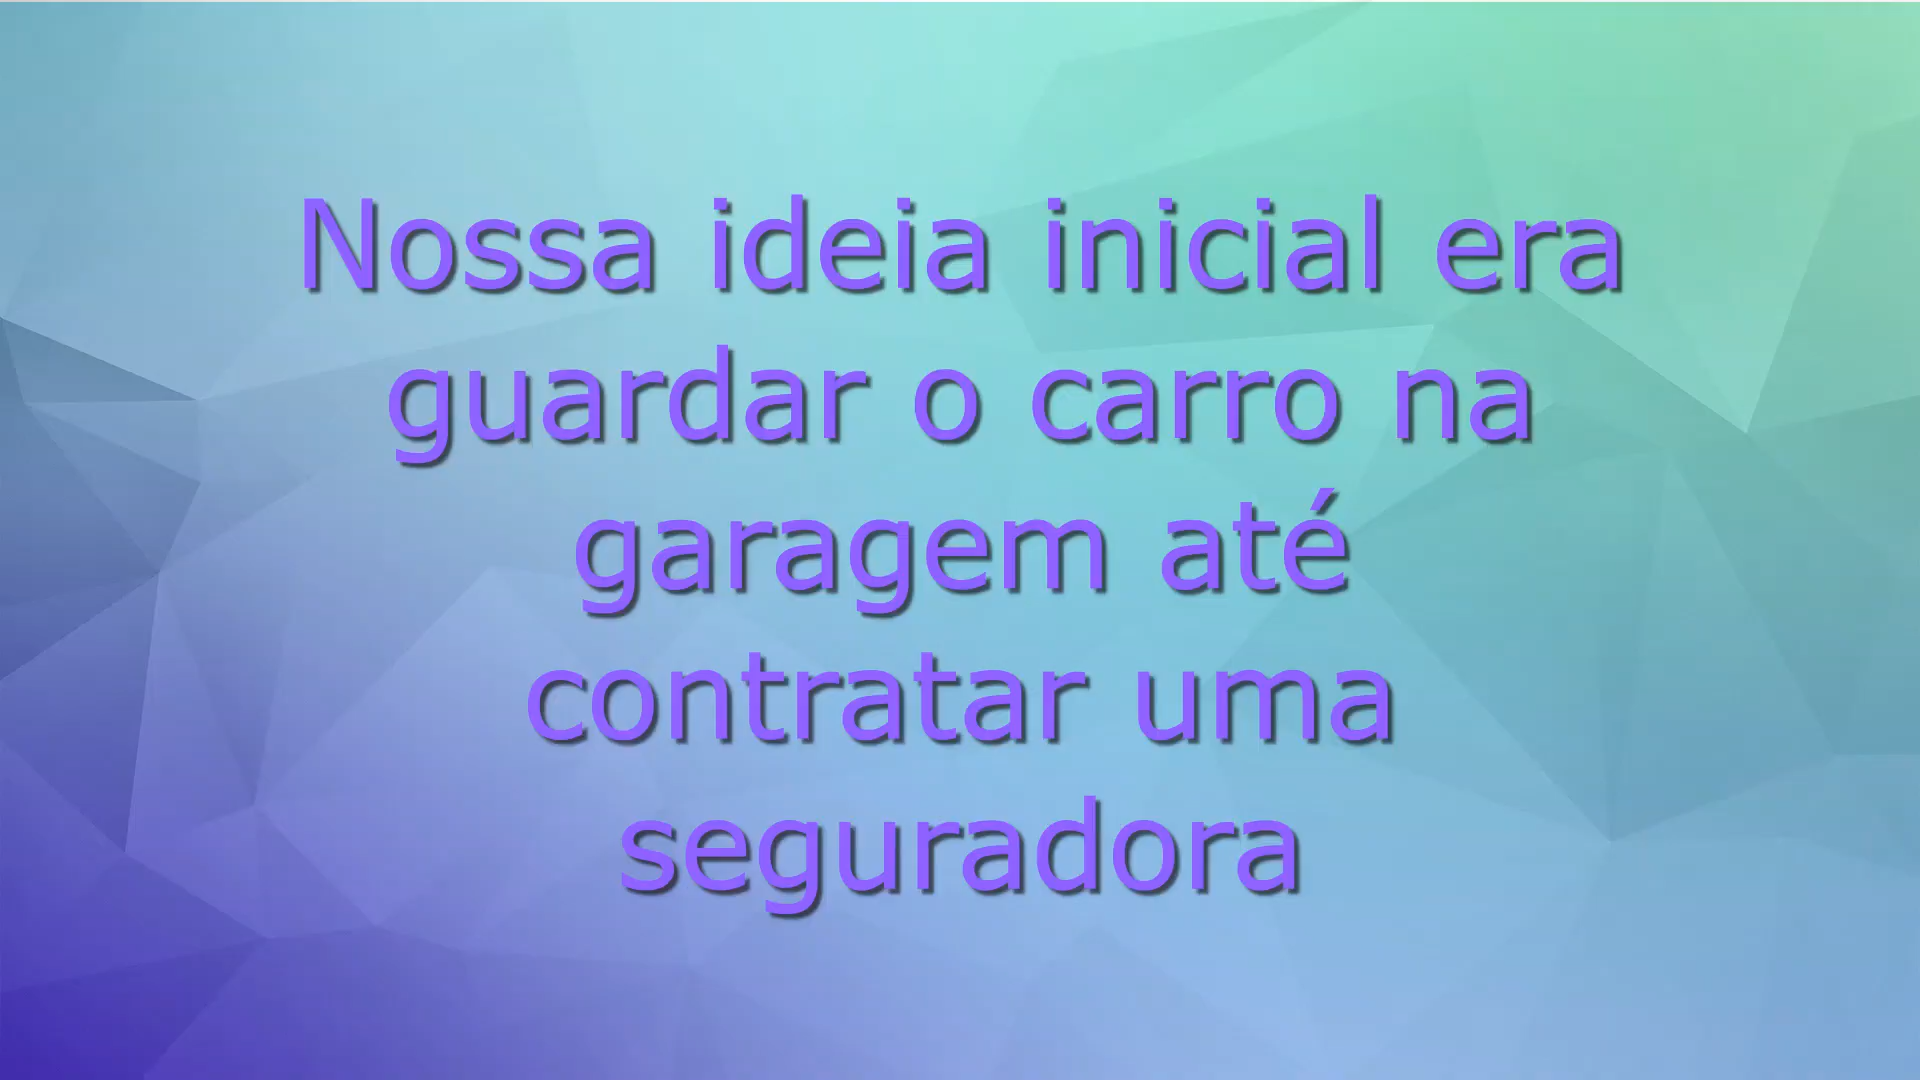 Nossa ideia inicial era
guardar o carro na
garagem até
contratar uma
seguradora